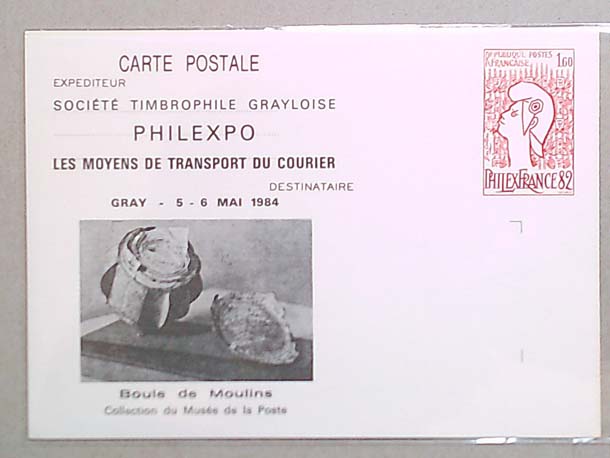 CARTE POSTALE
EXPEDITEUR
SOCIÉTÉ TIMBROPHILE GRAYLOISE
PHILEXPO
LES MOYENS DE TRANSPORT DU COURIER
DESTINATAIRE
GRAY - 5 - 6 MAI 1984
RÉPUBLIQUE POSTES
FRANÇAISE 1,60
PHILEXFRANCE 82
Boule de Moulins
Collection du Musée de la Poste